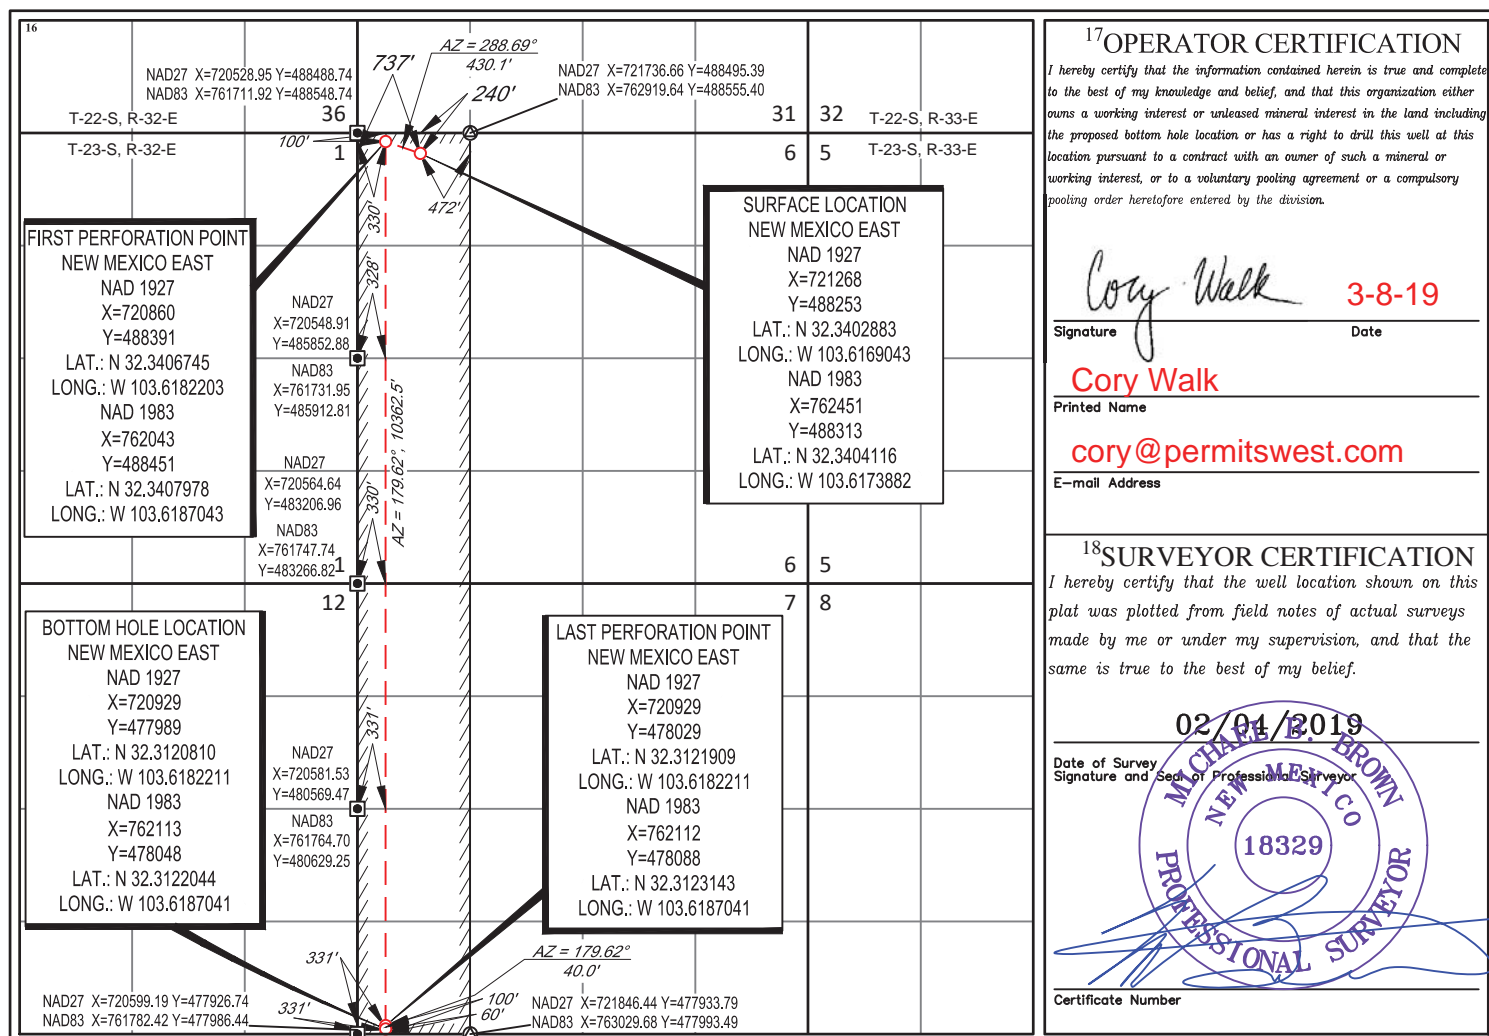 16
AZ = 288.69°
430.1'
737'
240'
NAD27 X=720528.95 Y=488488.74
NAD83 X=761711.92 Y=488548.74
NAD27 X=721736.66 Y=488495.39
NAD83 X=762919.64 Y=488555.40
T-22-S, R-32-E
36
31
32
T-22-S, R-33-E
T-23-S, R-32-E
100'
1
6
5
T-23-S, R-33-E
472'
330'
FIRST PERFORATION POINT
NEW MEXICO EAST
NAD 1927
X=720860
Y=488391
LAT.: N 32.3406745
LONG.: W 103.6182203
NAD 1983
X=762043
Y=488451
LAT.: N 32.3407978
LONG.: W 103.6187043
SURFACE LOCATION
NEW MEXICO EAST
NAD 1927
X=721268
Y=488253
LAT.: N 32.3402883
LONG.: W 103.6169043
NAD 1983
X=762451
Y=488313
LAT.: N 32.3404116
LONG.: W 103.6173882
328'
NAD27
X=720548.91
Y=485852.88
NAD83
X=761731.95
Y=485912.81
AZ = 179.62°, 10362.5'
NAD27
X=720564.64
Y=483206.96
NAD83
X=761747.74
Y=483266.82
330'
1
6
5
12
7
8
BOTTOM HOLE LOCATION
NEW MEXICO EAST
NAD 1927
X=720929
Y=477989
LAT.: N 32.3120810
LONG.: W 103.6182211
NAD 1983
X=762113
Y=478048
LAT.: N 32.3122044
LONG.: W 103.6187041
LAST PERFORATION POINT
NEW MEXICO EAST
NAD 1927
X=720929
Y=478029
LAT.: N 32.3121909
LONG.: W 103.6182211
NAD 1983
X=762112
Y=478088
LAT.: N 32.3123143
LONG.: W 103.6187041
331'
NAD27
X=720581.53
Y=480569.47
NAD83
X=761764.70
Y=480629.25
331'
AZ = 179.62°
40.0'
NAD27 X=720599.19 Y=477926.74
NAD83 X=761782.42 Y=477986.44
331'
100'
60'
NAD27 X=721846.44 Y=477933.79
NAD83 X=763029.68 Y=477993.49
17OPERATOR CERTIFICATION
I hereby certify that the information contained herein is true and complete
to the best of my knowledge and belief, and that this organization either
owns a working interest or unleased mineral interest in the land including
the proposed bottom hole location or has a right to drill this well at this
location pursuant to a contract with an owner of such a mineral or
working interest, or to a voluntary pooling agreement or a compulsory
pooling order heretofore entered by the division.
Cory Walk
3-8-19
Signature Date
Cory Walk
Printed Name
cory@permitswest.com
E-mail Address
18SURVEYOR CERTIFICATION
I hereby certify that the well location shown on this
plat was plotted from field notes of actual surveys
made by me or under my supervision, and that the
same is true to the best of my belief.
02/04/2019
Date of Survey
Signature and Seal of Professional Surveyor
MICHAEL B. BROWN
NEW MEXICO
18329
PROFESSIONAL SURVEYOR
Certificate Number